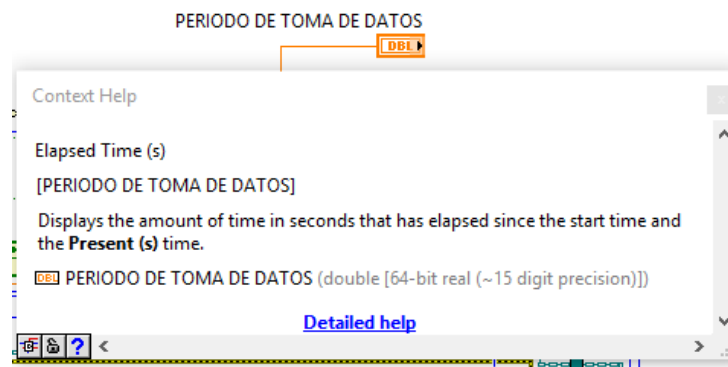 PERIODO DE TOMA DE DATOS
DBL
Context Help
x
Elapsed Time (s)
[PERIODO DE TOMA DE DATOS]
Displays the amount of time in seconds that has elapsed since the start time and
the Present (s) time.
DBL PERIODO DE TOMA DE DATOS (double [64-bit real (~15 digit precision)])
Detailed help
?